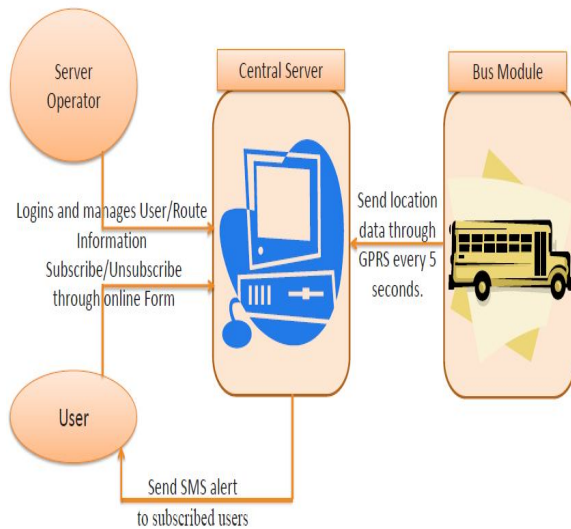 Server
Operator
Central Server
Bus Module
Logins and manages User/Route
Information
Subscribe/Unsubscribe
through online Form
Send location
data through
GPRS every 5
seconds.
User
Send SMS alert
to subscribed users